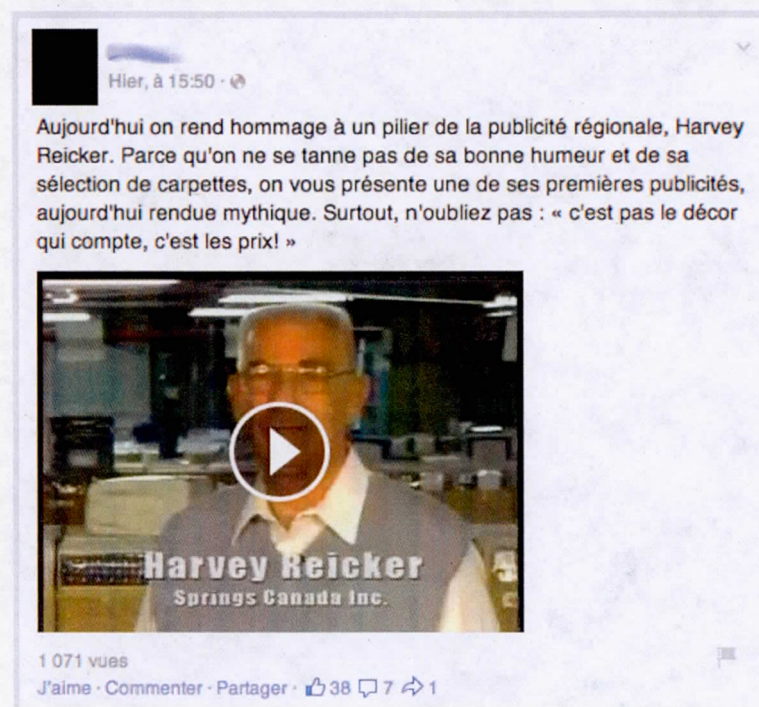 Hier, à 15:50 ·
Aujourd'hui on rend hommage à un pilier de la publicité régionale, Harvey
Reicker. Parce qu'on ne se tanne pas de sa bonne humeur et de sa
sélection de carpettes, on vous présente une de ses premières publicités,
aujourd'hui rendue mythique. Surtout, n'oubliez pas : « c'est pas le décor
qui compte, c'est les prix! »
Harvey Reicker
Springs Canada Inc.
1 071 vues
J'aime · Commenter · Partager · 38 7 1